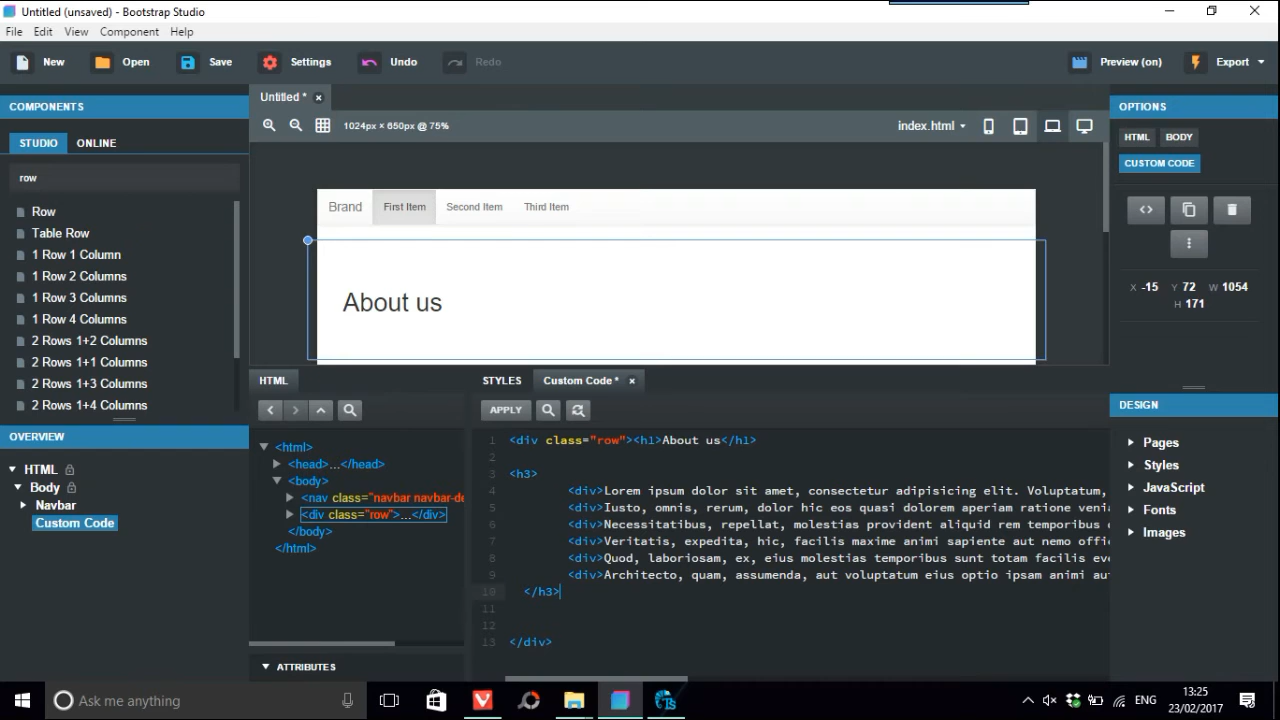 Untitled (unsaved) - Bootstrap Studio
File Edit View Component Help
New Open Save Settings Undo Redo Preview (on) Export
COMPONENTS
STUDIO ONLINE
row
Row
Table Row
1 Row 1 Column
1 Row 2 Columns
1 Row 3 Columns
1 Row 4 Columns
2 Rows 1+2 Columns
2 Rows 1+1 Columns
2 Rows 1+3 Columns
2 Rows 1+4 Columns
OVERVIEW
HTML
Body
Navbar
Custom Code
Untitled *
1024px × 650px @ 75%
index.html
Brand First Item Second Item Third Item
About us
HTML
<html>
<head>...</head>
<body>
<nav class="navbar navbar-de
<div class="row">...</div>
</body>
</html>
ATTRIBUTES
STYLES Custom Code *
APPLY
1 <div class="row"><h1>About us</h1>
2
3 <h3>
4 <div>Lorem ipsum dolor sit amet, consectetur adipisicing elit. Voluptatum,
5 <div>Iusto, omnis, rerum, dolor hic eos quasi dolorem aperiam ratione venia
6 <div>Necessitatibus, repellat, molestias provident aliquid rem temporibus
7 <div>Veritatis, expedita, hic, facilis maxime animi sapiente aut nemo offic
8 <div>Quod, laboriosam, ex, eius molestias temporibus sunt totam facilis eve
9 <div>Architecto, quam, assumenda, aut voluptatum eius optio ipsam animi aut
10 </h3>
11
12
13 </div>
OPTIONS
HTML BODY
CUSTOM CODE
X -15 Y 72 W 1054
H 171
DESIGN
Pages
Styles
JavaScript
Fonts
Images
Ask me anything
ENG
13:25
23/02/2017